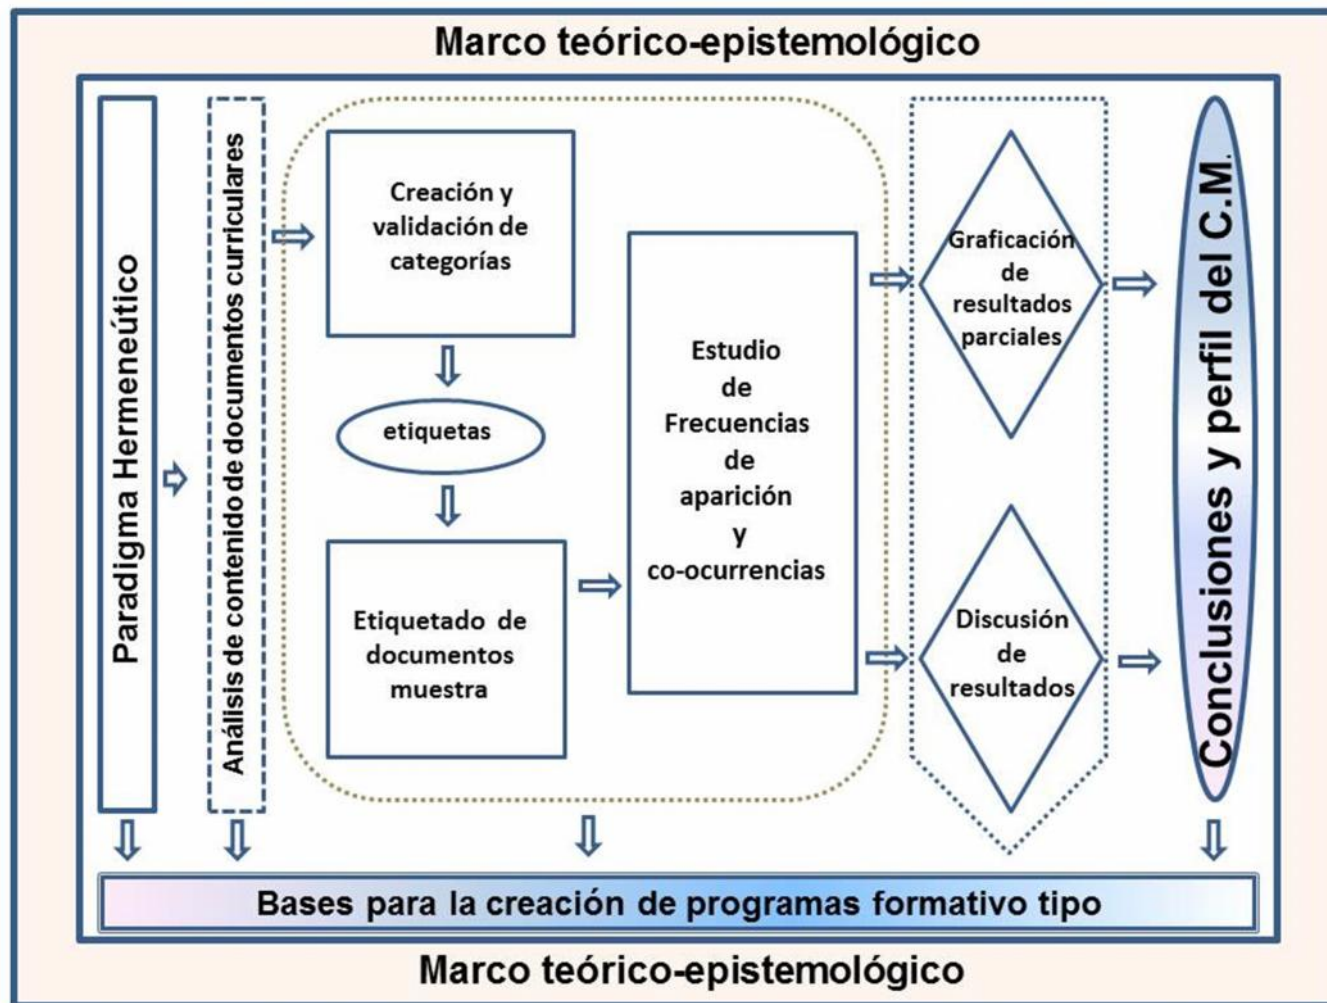 Marco teórico-epistemológico
Paradigma Hermeneútico
Análisis de contenido de documentos curriculares
Creación y
validación de
categorías
etiquetas
Etiquetado de
documentos
muestra
Estudio
de
Frecuencias
de
aparición
y
co-ocurrencias
Graficación
de
resultados
parciales
Discusión
de
resultados
Conclusiones y perfil del C.M.
Bases para la creación de programas formativo tipo
Marco teórico-epistemológico